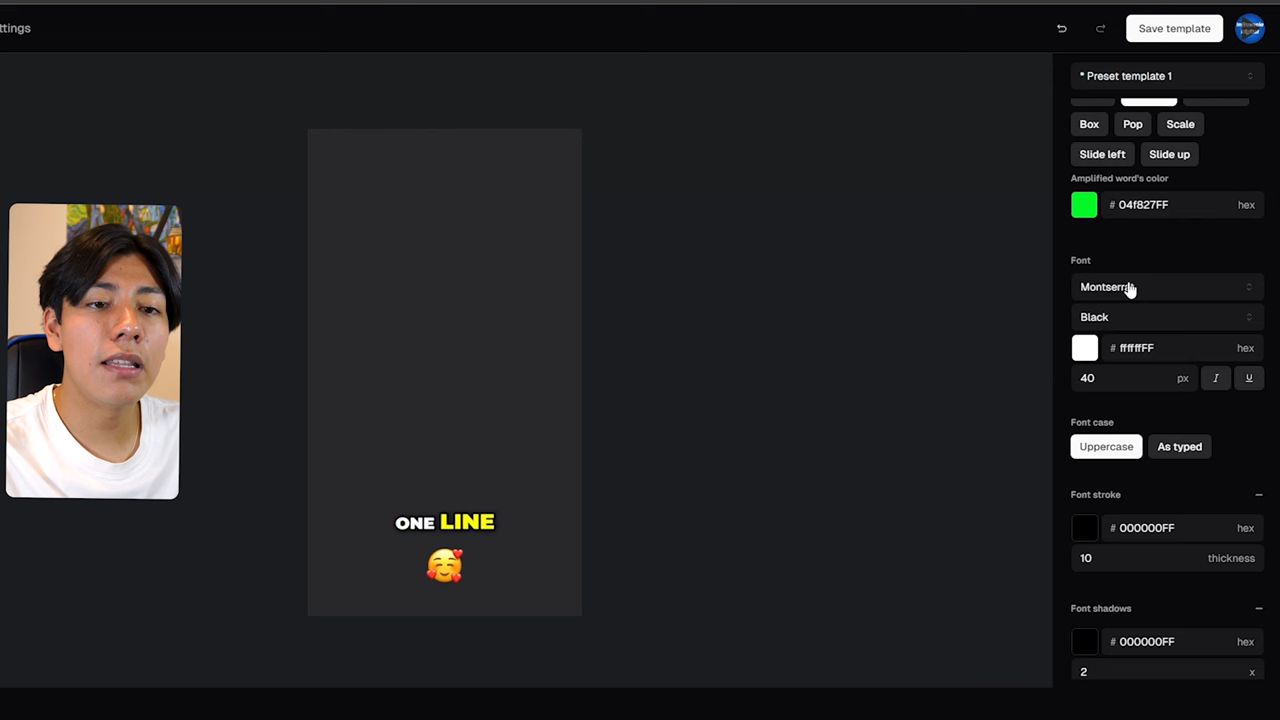 ttings
Save template
* Preset template 1
Box Pop Scale
Slide left Slide up
Amplified word's color
# 04f827FF hex
Font
Montserrat
Black
# ffffffFF hex
40 px I U
Font case
Uppercase As typed
Font stroke
# 000000FF hex
10 thickness
Font shadows
# 000000FF hex
2 x
ONE LINE